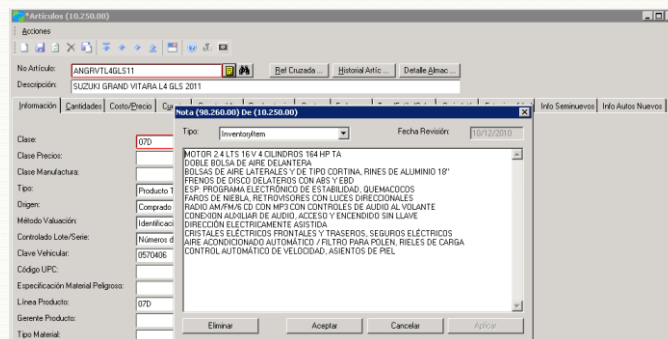 *Artículos (10.250.00)
Acciones
No Artículo: ANGRVTL4GLS11 Ref Cruzada ... Historial Artíc ... Detalle Almac ...
Descripción: SUZUKI GRAND VITARA L4 GLS 2011
Información Cantidades Costo/Precio Info Seminuevos Info Autos Nuevos
Nota (98.260.00) De (10.250.00)
Tipo: InventoryItem Fecha Revisión: 10/12/2010
MOTOR 2.4 LTS 16 V 4 CILINDROS 164 HP TA
DOBLE BOLSA DE AIRE DELANTERA
BOLSAS DE AIRE LATERALES Y DE TIPO CORTINA, RINES DE ALUMINIO 18"
FRENOS DE DISCO DELATEROS CON ABS Y EBD
ESP: PROGRAMA ELECTRÓNICO DE ESTABILIDAD, QUEMACOCOS
FAROS DE NIEBLA, RETROVISORES CON LUCES DIRECCIONALES
RADIO AM/FM/6 CD CON MP3 CON CONTROLES DE AUDIO AL VOLANTE
CONEXION AUXILIAR DE AUDIO, ACCESO Y ENCENDIDO SIN LLAVE
DIRECCIÓN ELECTRICAMENTE ASISTIDA
CRISTALES ELÉCTRICOS FRONTALES Y TRASEROS, SEGUROS ELÉCTRICOS
AIRE ACONDICIONADO AUTOMÁTICO / FILTRO PARA POLEN, RIELES DE CARGA
CONTROL AUTOMÁTICO DE VELOCIDAD, ASIENTOS DE PIEL
Eliminar Aceptar Cancelar Aplicar
Clase: 07D
Clase Precios:
Clase Manufactura:
Tipo: Producto T
Origen: Comprado
Método Valuación: Identificaci
Controlado Lote/Serie: Números d
Clave Vehicular: 0570406
Código UPC:
Especificación Material Peligroso:
Línea Producto: 07D
Gerente Producto:
Tipo Material: